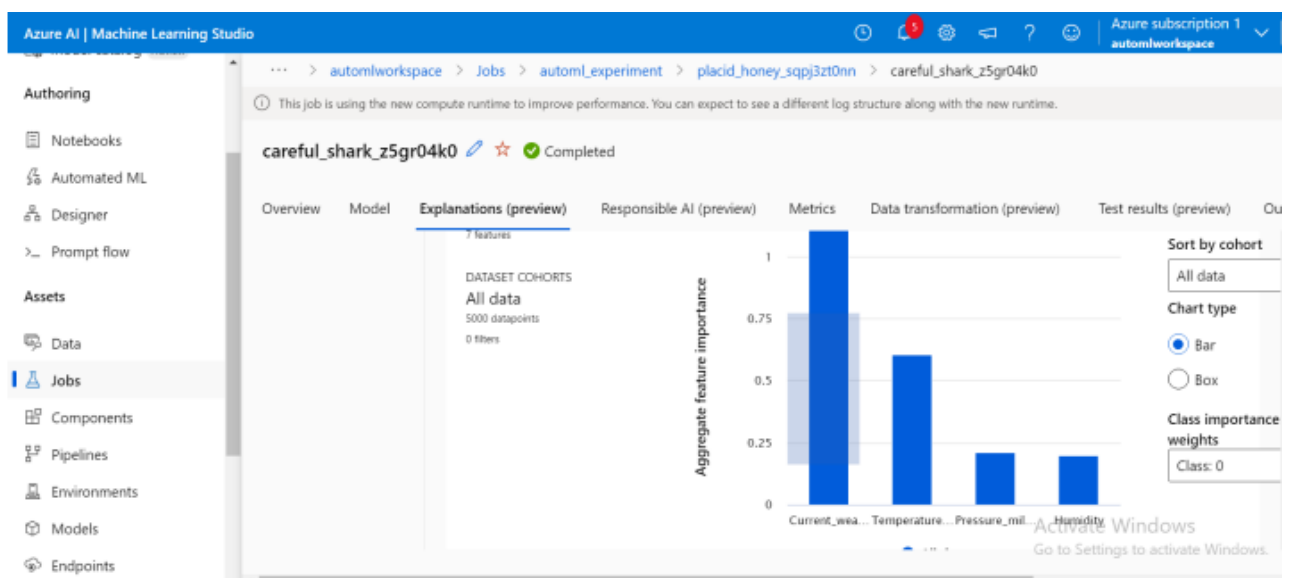 Azure AI | Machine Learning Studio
5
Azure subscription 1
automlworkspace
Authoring
Notebooks
Automated ML
Designer
>_ Prompt flow
Assets
Data
Jobs
Components
Pipelines
Environments
Models
Endpoints
··· > automlworkspace > Jobs > automl_experiment > placid_honey_sqpj3zt0nn > careful_shark_z5gr04k0
This job is using the new compute runtime to improve performance. You can expect to see a different log structure along with the new runtime.
careful_shark_z5gr04k0 Completed
Overview Model Explanations (preview) Responsible AI (preview) Metrics Data transformation (preview) Test results (preview) Ou
7 features
DATASET COHORTS
All data
5000 datapoints
0 filters
Aggregate feature importance
1
0.75
0.5
0.25
0
Current_wea... Temperature... Pressure_mil... Humidity
Sort by cohort
All data
Chart type
Bar
Box
Class importance
weights
Class: 0
Activate Windows
Go to Settings to activate Windows.